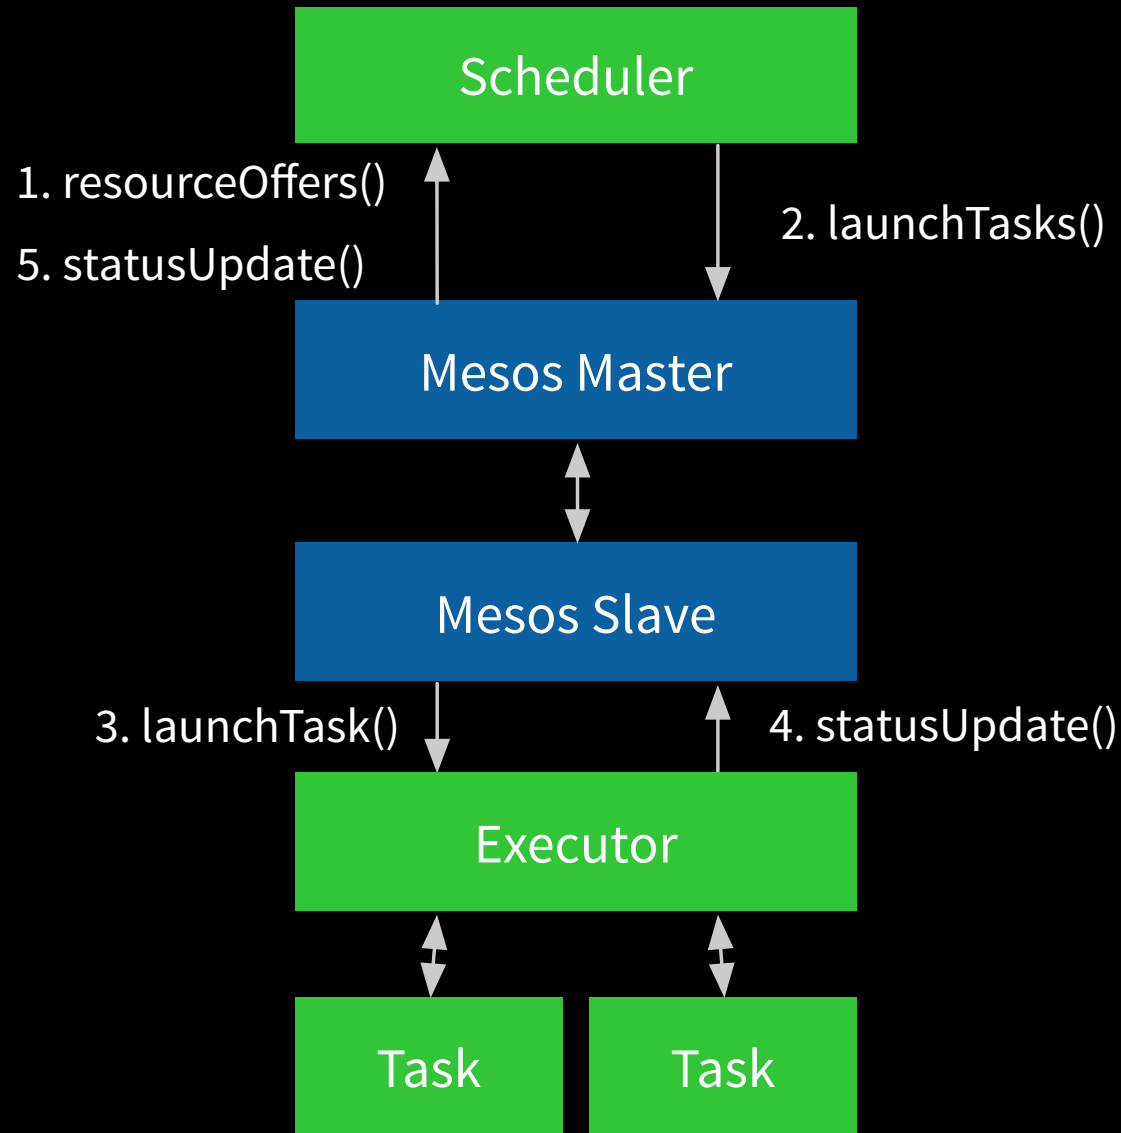 Scheduler
1. resourceOffers()
2. launchTasks()
5. statusUpdate()
Mesos Master
Mesos Slave
3. launchTask()
4. statusUpdate()
Executor
Task
Task